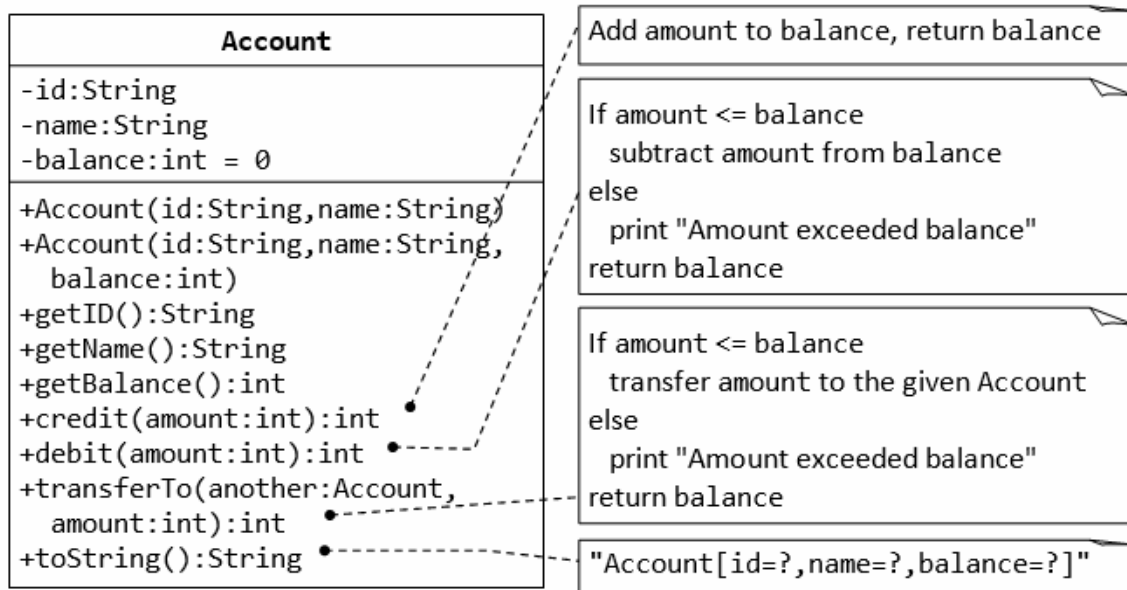 Account
-id:String
-name:String
-balance:int = 0
+Account(id:String,name:String)
+Account(id:String,name:String,
balance:int)
+getID():String
+getName():String
+getBalance():int
+credit(amount:int):int
+debit(amount:int):int
+transferTo(another:Account,
amount:int):int
+toString():String
Add amount to balance, return balance
If amount <= balance
subtract amount from balance
else
print "Amount exceeded balance"
return balance
If amount <= balance
transfer amount to the given Account
else
print "Amount exceeded balance"
return balance
"Account[id=?,name=?,balance=?]"